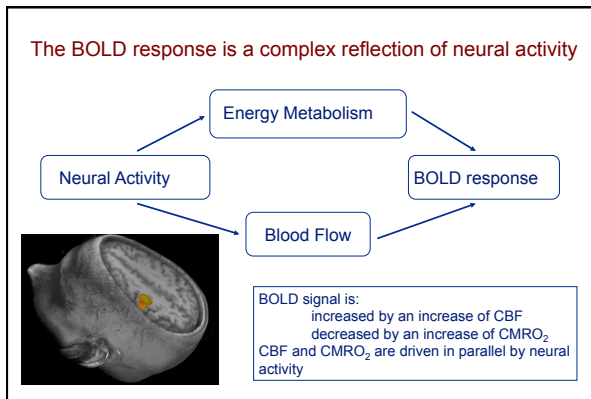 The BOLD response is a complex reflection of neural activity
Energy Metabolism
Neural Activity
BOLD response
Blood Flow
BOLD signal is:
increased by an increase of CBF
decreased by an increase of CMRO₂
CBF and CMRO₂ are driven in parallel by neural
activity